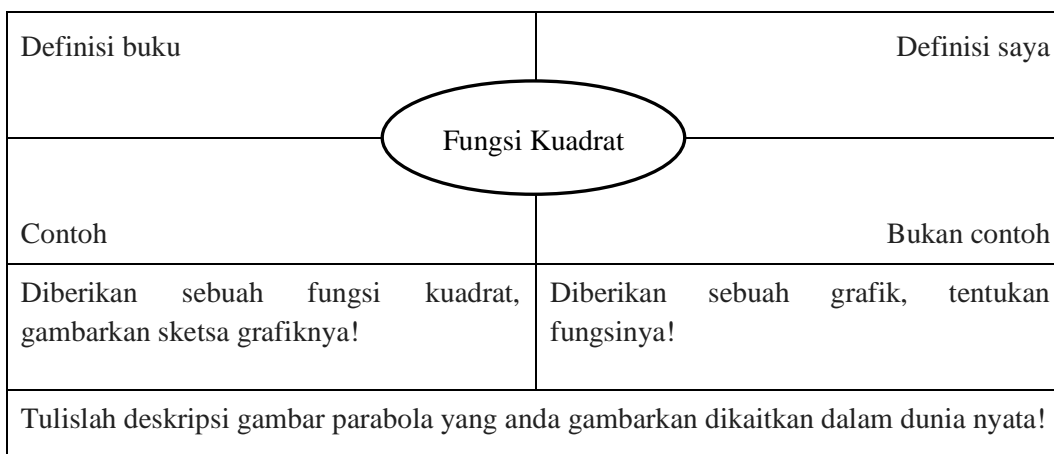 Definisi buku
Definisi saya
Fungsi Kuadrat
Contoh
Bukan contoh
Diberikan sebuah fungsi kuadrat,
gambarkan sketsa grafiknya!
Diberikan sebuah grafik, tentukan
fungsinya!
Tulislah deskripsi gambar parabola yang anda gambarkan dikaitkan dalam dunia nyata!